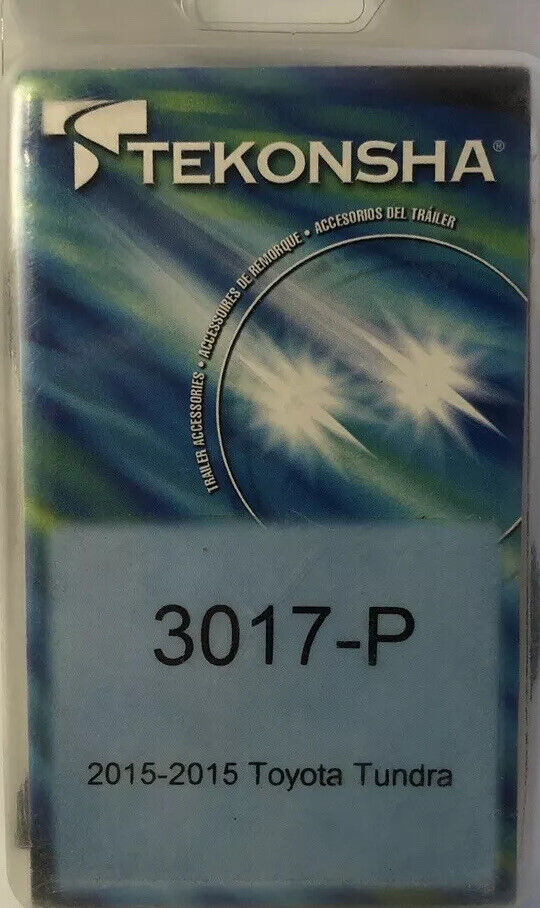 TEKONSHA®
TRAILER ACCESSORIES • ACCESSOIRES DE REMORQUE • ACCESORIOS DEL TRÁILER
3017-P
2015-2015 Toyota Tundra